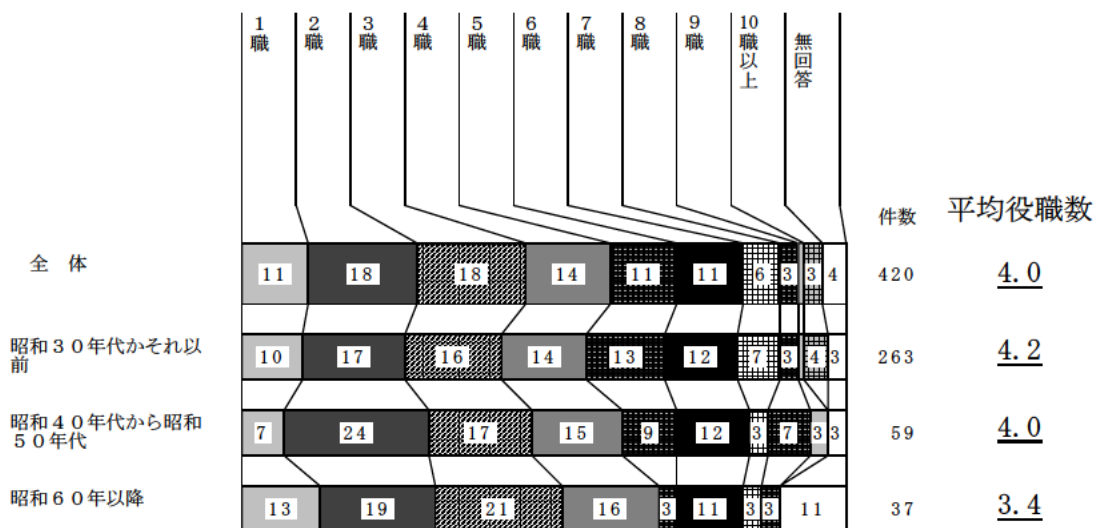 1職 2職 3職 4職 5職 6職 7職 8職 9職 10職以上 無回答
件数 平均役職数
全 体 11 18 18 14 11 11 6 3 3 4 420 4.0
昭和30年代かそれ以前 10 17 16 14 13 12 7 3 4 3 263 4.2
昭和40年代から昭和50年代 7 24 17 15 9 12 3 7 3 3 59 4.0
昭和60年以降 13 19 21 16 3 11 3 3 11 37 3.4